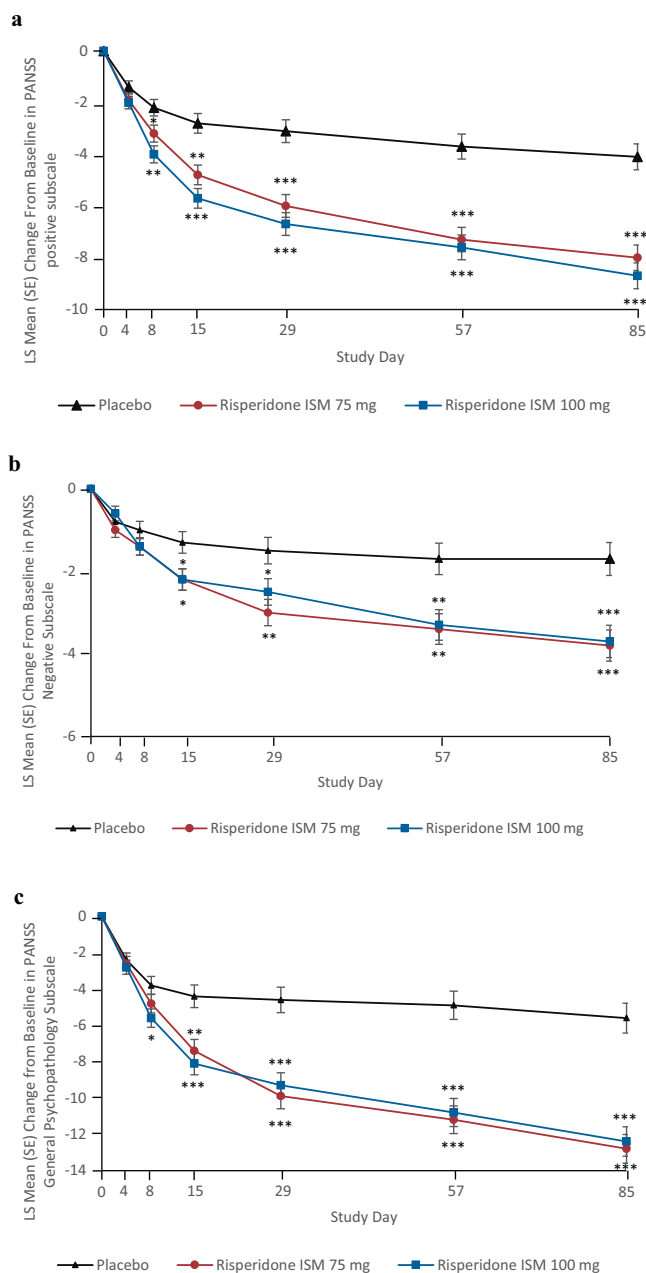 a
LS Mean (SE) Change From Baseline in PANSS
positive subscale
0
-2
-4
-6
-8
-10
*
**
**
***
***
***
***
***
***
***
0 4 8 15 29 57 85
Study Day
Placebo Risperidone ISM 75 mg Risperidone ISM 100 mg
b
LS Mean (SE) Change From Baseline in PANSS
Negative Subscale
0
-2
-4
-6
*
*
*
**
**
**
***
***
0 4 8 15 29 57 85
Study Day
Placebo Risperidone ISM 75 mg Risperidone ISM 100 mg
c
LS Mean (SE) Change from Baseline in PANSS
General Psychopathology Subscale
0
-2
-4
-6
-8
-10
-12
-14
*
**
***
***
***
***
***
***
***
0 4 8 15 29 57 85
Study Day
Placebo Risperidone ISM 75 mg Risperidone ISM 100 mg